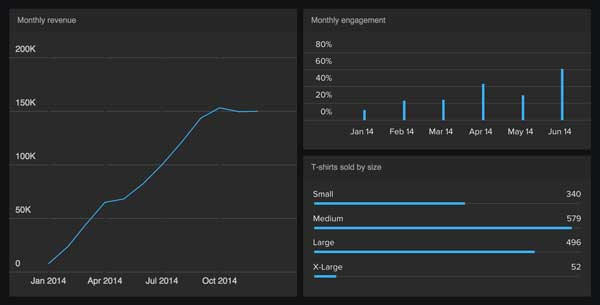 Monthly revenue
200K
150K
100K
50K
0
Jan 2014 Apr 2014 Jul 2014 Oct 2014
Monthly engagement
80%
60%
40%
20%
0%
Jan 14 Feb 14 Mar 14 Apr 14 May 14 Jun 14
T-shirts sold by size
Small 340
Medium 579
Large 496
X-Large 52